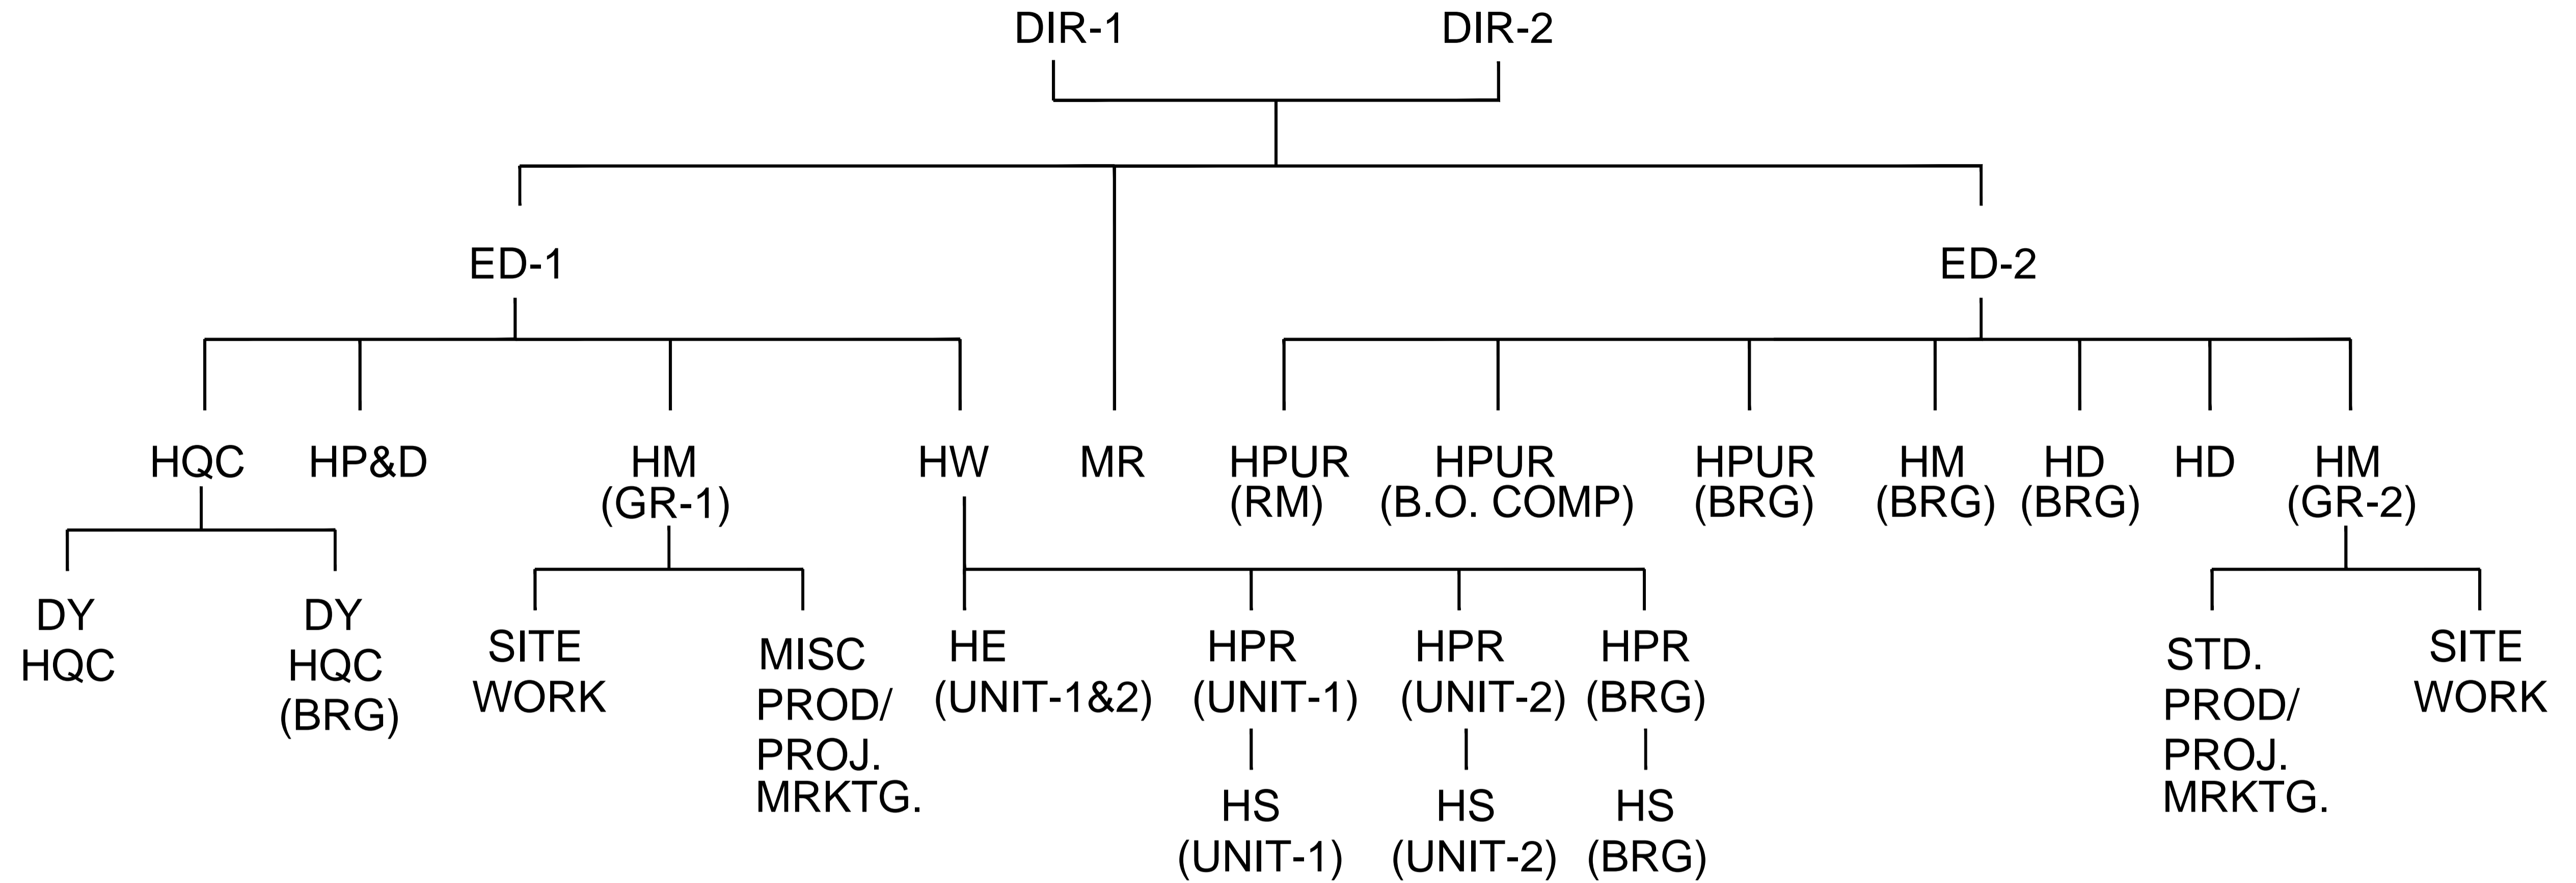 DIR-1
DIR-2
ED-1
ED-2
HQC
HP&D
HM
(GR-1)
HW
MR
HPUR
(RM)
HPUR
(B.O. COMP)
HPUR
(BRG)
HM
(BRG)
HD
(BRG)
HD
HM
(GR-2)
DY
HQC
DY
HQC
(BRG)
SITE
WORK
MISC
PROD/
PROJ.
MRKTG.
HE
(UNIT-1&2)
HPR
(UNIT-1)
HPR
(UNIT-2)
HPR
(BRG)
STD.
PROD/
PROJ.
MRKTG.
SITE
WORK
HS
(UNIT-1)
HS
(UNIT-2)
HS
(BRG)